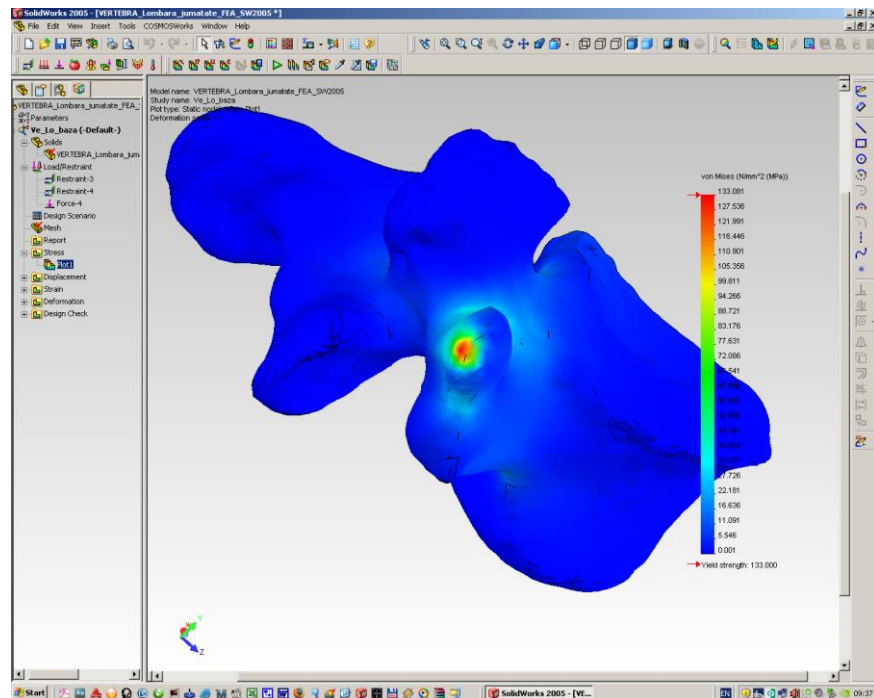 SolidWorks 2005 - [VERTEBRA_Lombara_jumatate_FEA_SW2005 *]
File Edit View Insert Tools COSMOSWorks Window Help
VERTEBRA_Lombara_jumatate_FEA_
Parameters
Ve_Lo_baza (-Default-)
Solids
VERTEBRA_Lombara_jum
Load/Restraint
Restraint-3
Restraint-4
Force-4
Design Scenario
Mesh
Report
Stress
Plot1
Displacement
Strain
Deformation
Design Check
Model name: VERTEBRA_Lombara_jumatate_FEA_SW2005
Study name: Ve_Lo_baza
Plot type: Static Plot1
Deformation
von Mises (N/mm^2 (MPa))
133.081
127.536
121.991
116.446
110.901
105.356
99.811
94.266
88.721
83.176
77.631
72.086
27.726
22.181
16.636
11.091
5.546
0.001
Yield strength: 133.000
Y
Z
Start
SolidWorks 2005 - [VE...
EN
09:37